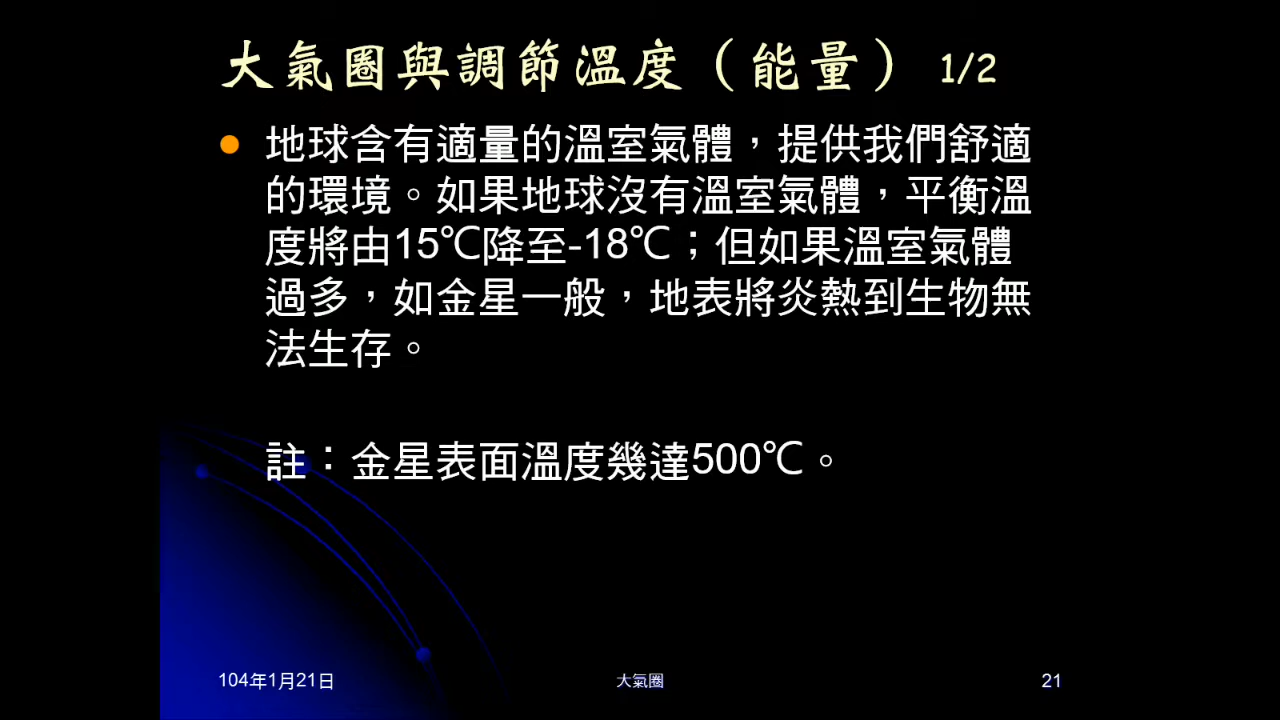 大氣圈與調節溫度（能量） 1/2
地球含有適量的溫室氣體，提供我們舒適
的環境。如果地球沒有溫室氣體，平衡溫
度將由15℃降至-18℃；但如果溫室氣體
過多，如金星一般，地表將炎熱到生物無
法生存。
註：金星表面溫度幾達500℃。
104年1月21日
大氣圈
21